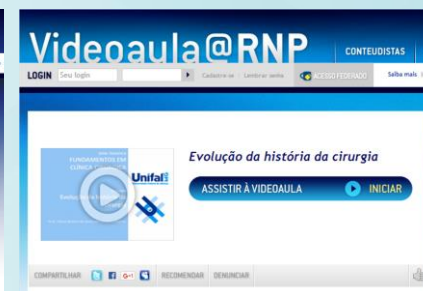 Videoaula@RNP
CONTEUDISTAS
LOGIN Seu login Cadastre-se Lembrar senha ACESSO FEDERADO Saiba mais
FUNDAMENTOS EM
Unifal
Evolução da história da cirurgia
ASSISTIR À VIDEOAULA INICIAR
COMPARTILHAR G+ RECOMENDAR DENUNCIAR